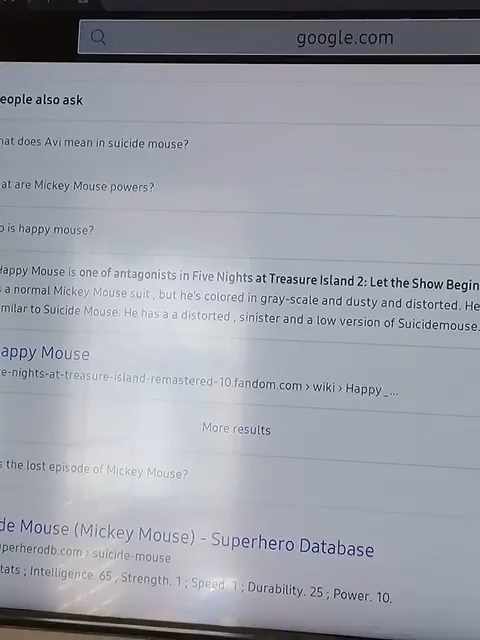 google.com
eople also ask
hat does Avi mean in suicide mouse?
at are Mickey Mouse powers?
o is happy mouse?
Happy Mouse is one of antagonists in Five Nights at Treasure Island 2: Let the Show Begin
a normal Mickey Mouse suit , but he's colored in gray-scale and dusty and distorted. He
milar to Suicide Mouse. He has a a distorted , sinister and a low version of Suicidemouse.
appy Mouse
e-nights-at-treasure-island-remastered-10.fandom.com › wiki › Happy_...
More results
s the lost episode of Mickey Mouse?
de Mouse (Mickey Mouse) - Superhero Database
uperherodb.com › suicide-mouse
tats ; Intelligence. 65 , Strength. 1 ; Speed. 1 ; Durability. 25 ; Power. 10.